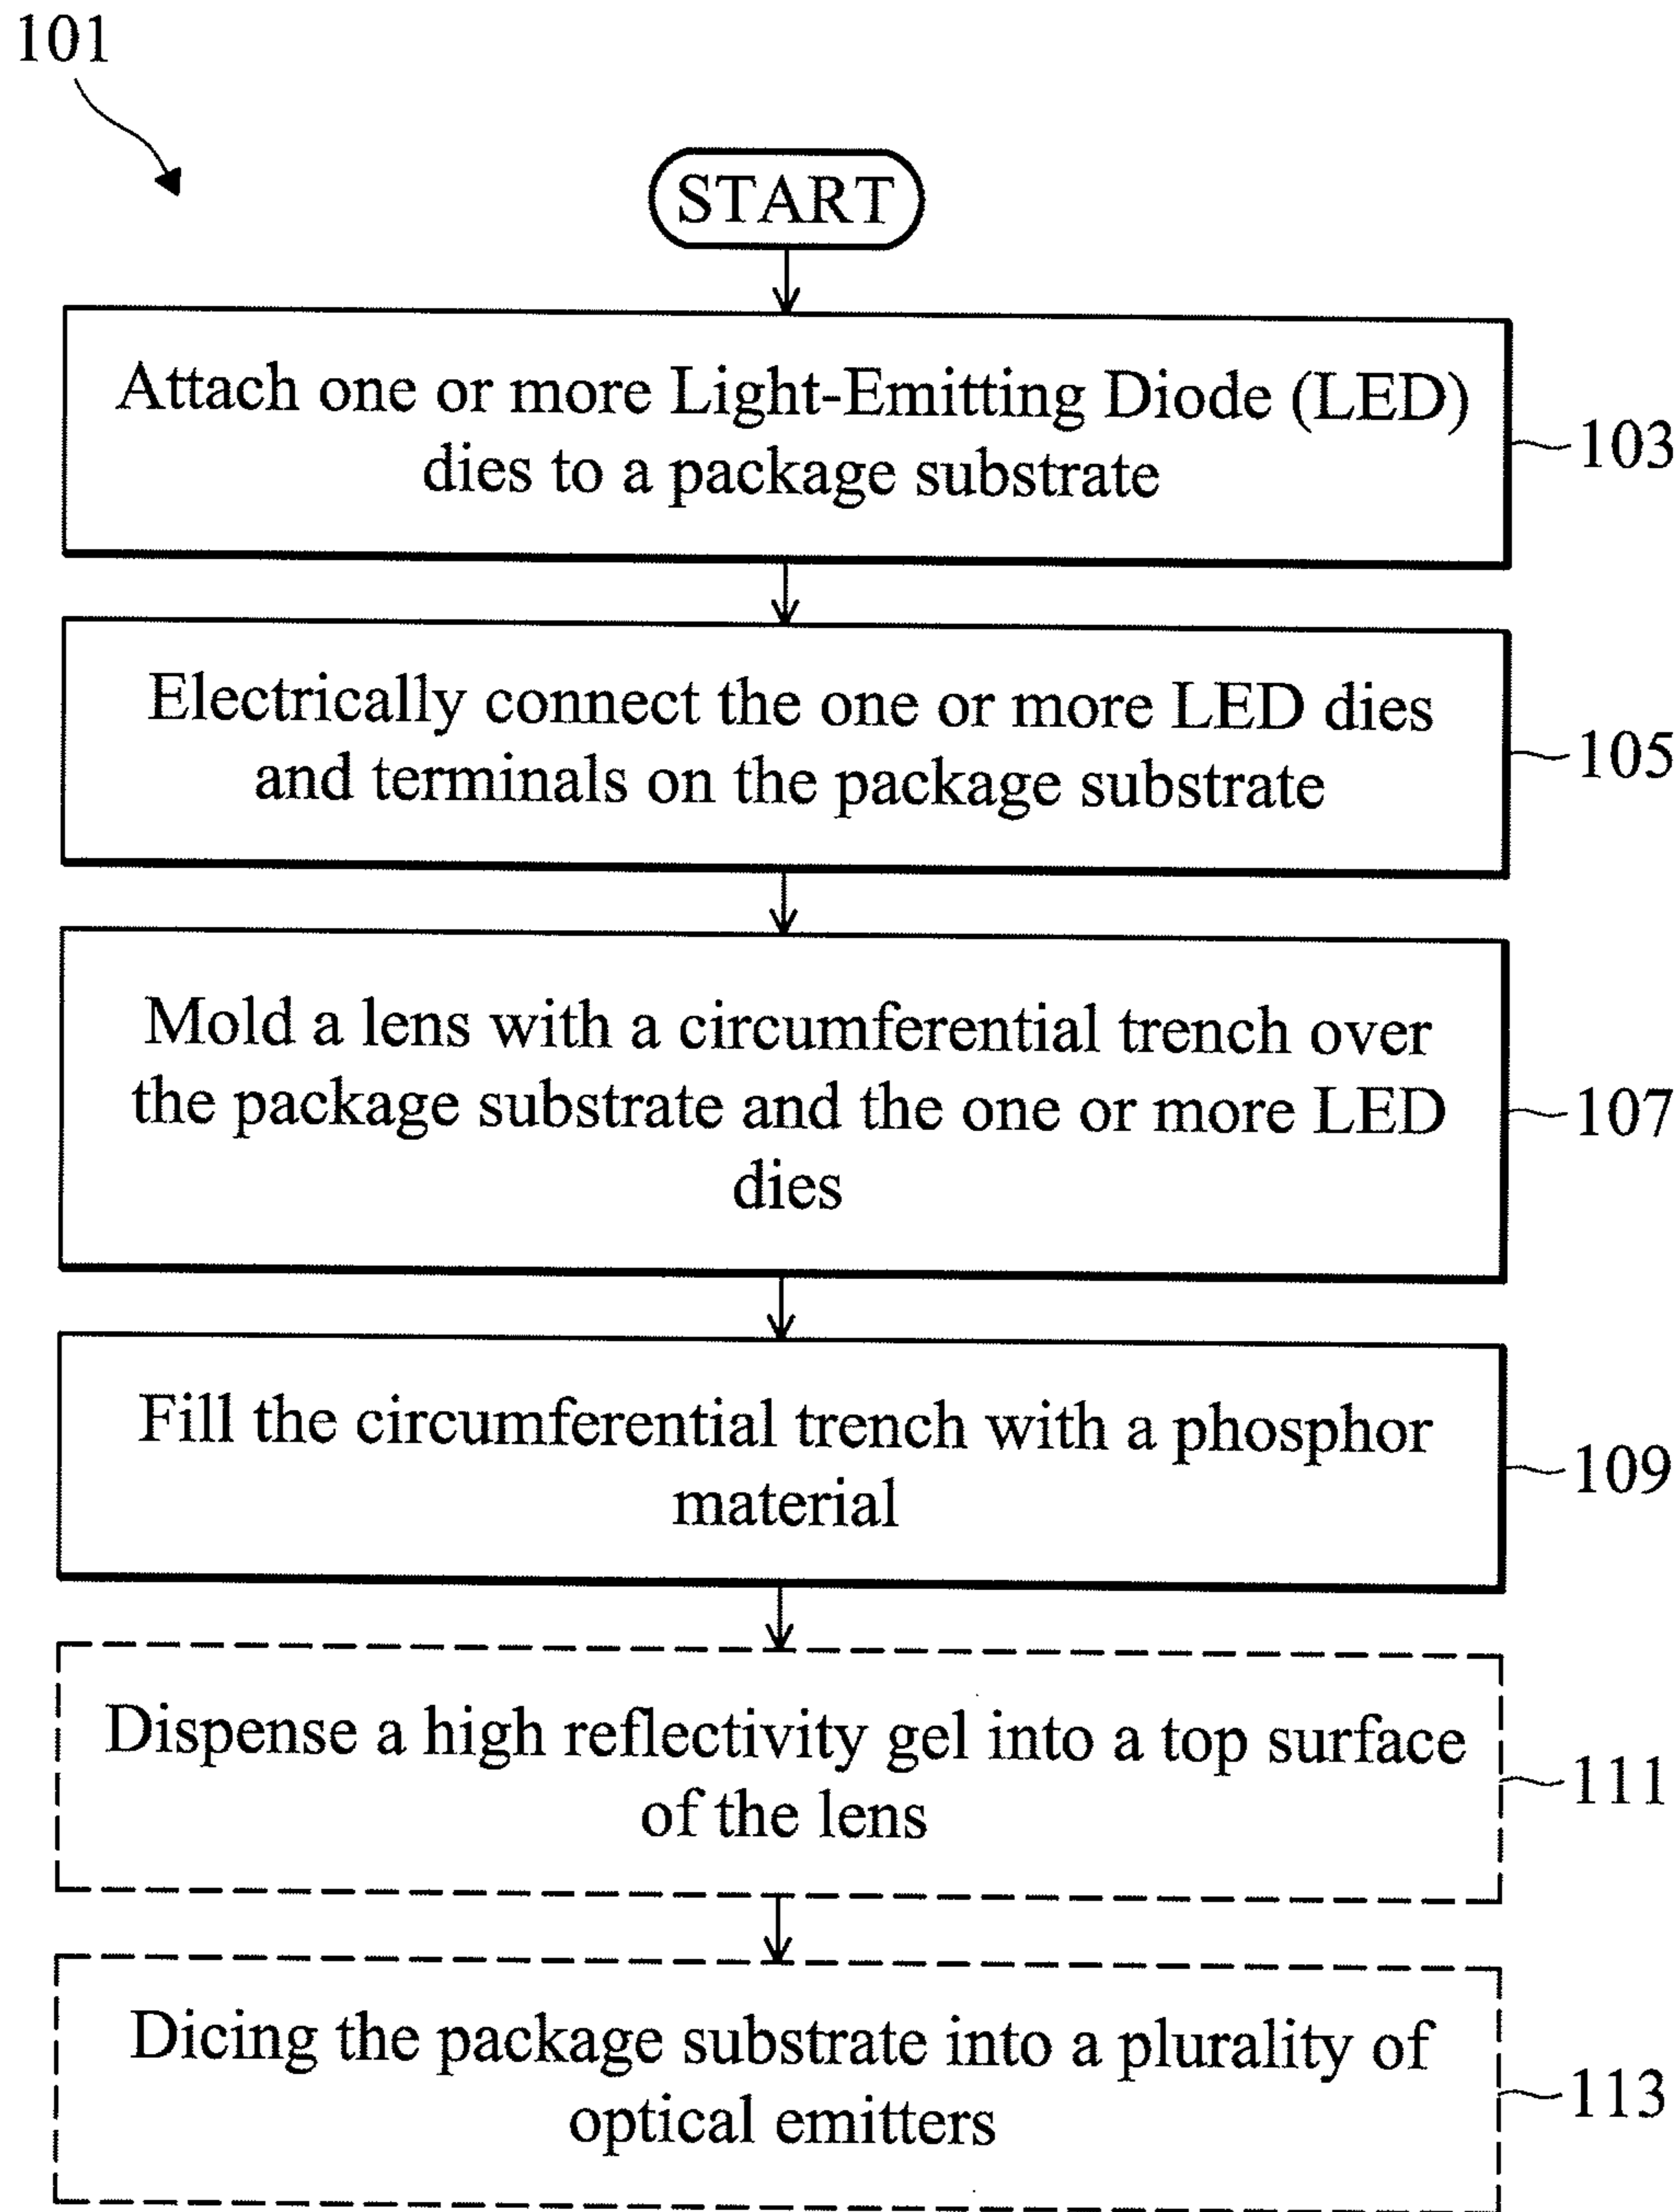 101
START
Attach one or more Light-Emitting Diode (LED)
dies to a package substrate
103
Electrically connect the one or more LED dies
and terminals on the package substrate
105
Mold a lens with a circumferential trench over
the package substrate and the one or more LED
dies
107
Fill the circumferential trench with a phosphor
material
109
Dispense a high reflectivity gel into a top surface
of the lens
111
Dicing the package substrate into a plurality of
optical emitters
113